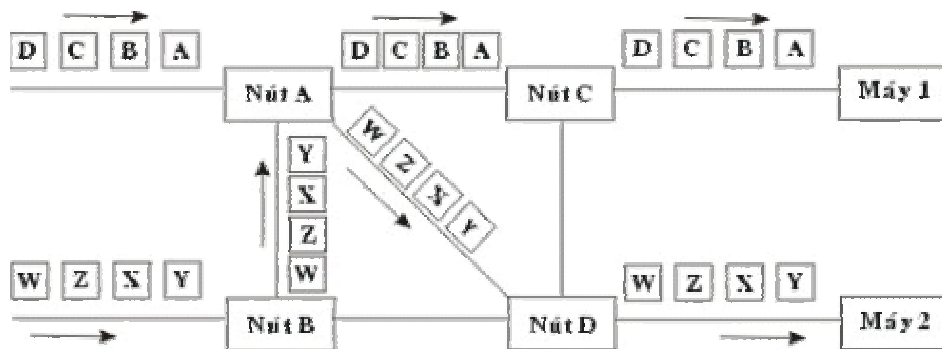 D C B A
D C B A
D C B A
Nút A
Nút C
Máy 1
W Z X Y
Y
X
Z
W
W Z X Y
W Z X Y
Nút B
Nút D
Máy 2